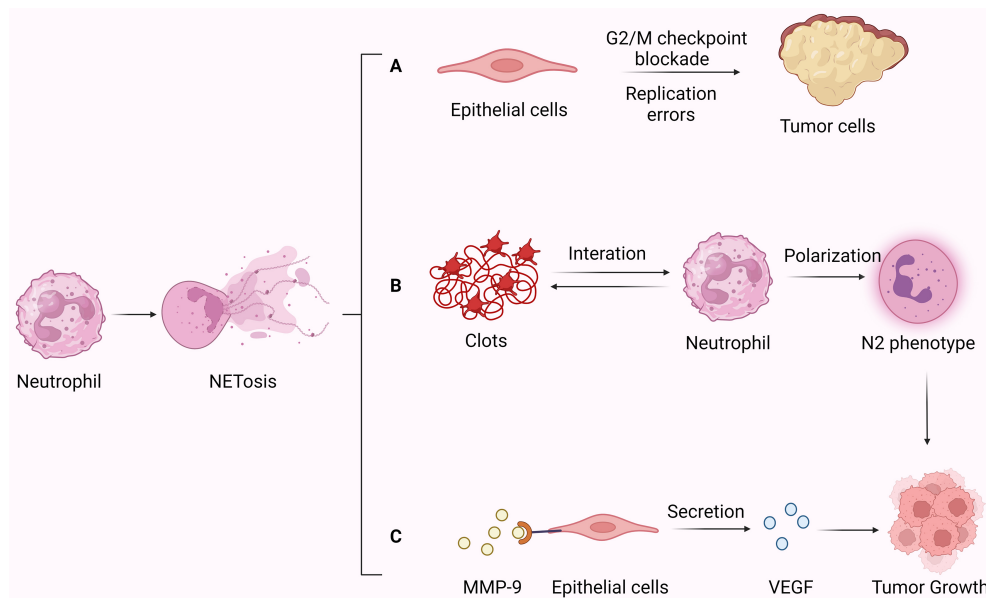 A
G2/M checkpoint
blockade
Replication
errors
Epithelial cells
Tumor cells
Neutrophil
NETosis
B
Interation
Polarization
Clots
Neutrophil
N2 phenotype
C
Secretion
MMP-9
Epithelial cells
VEGF
Tumor Growth